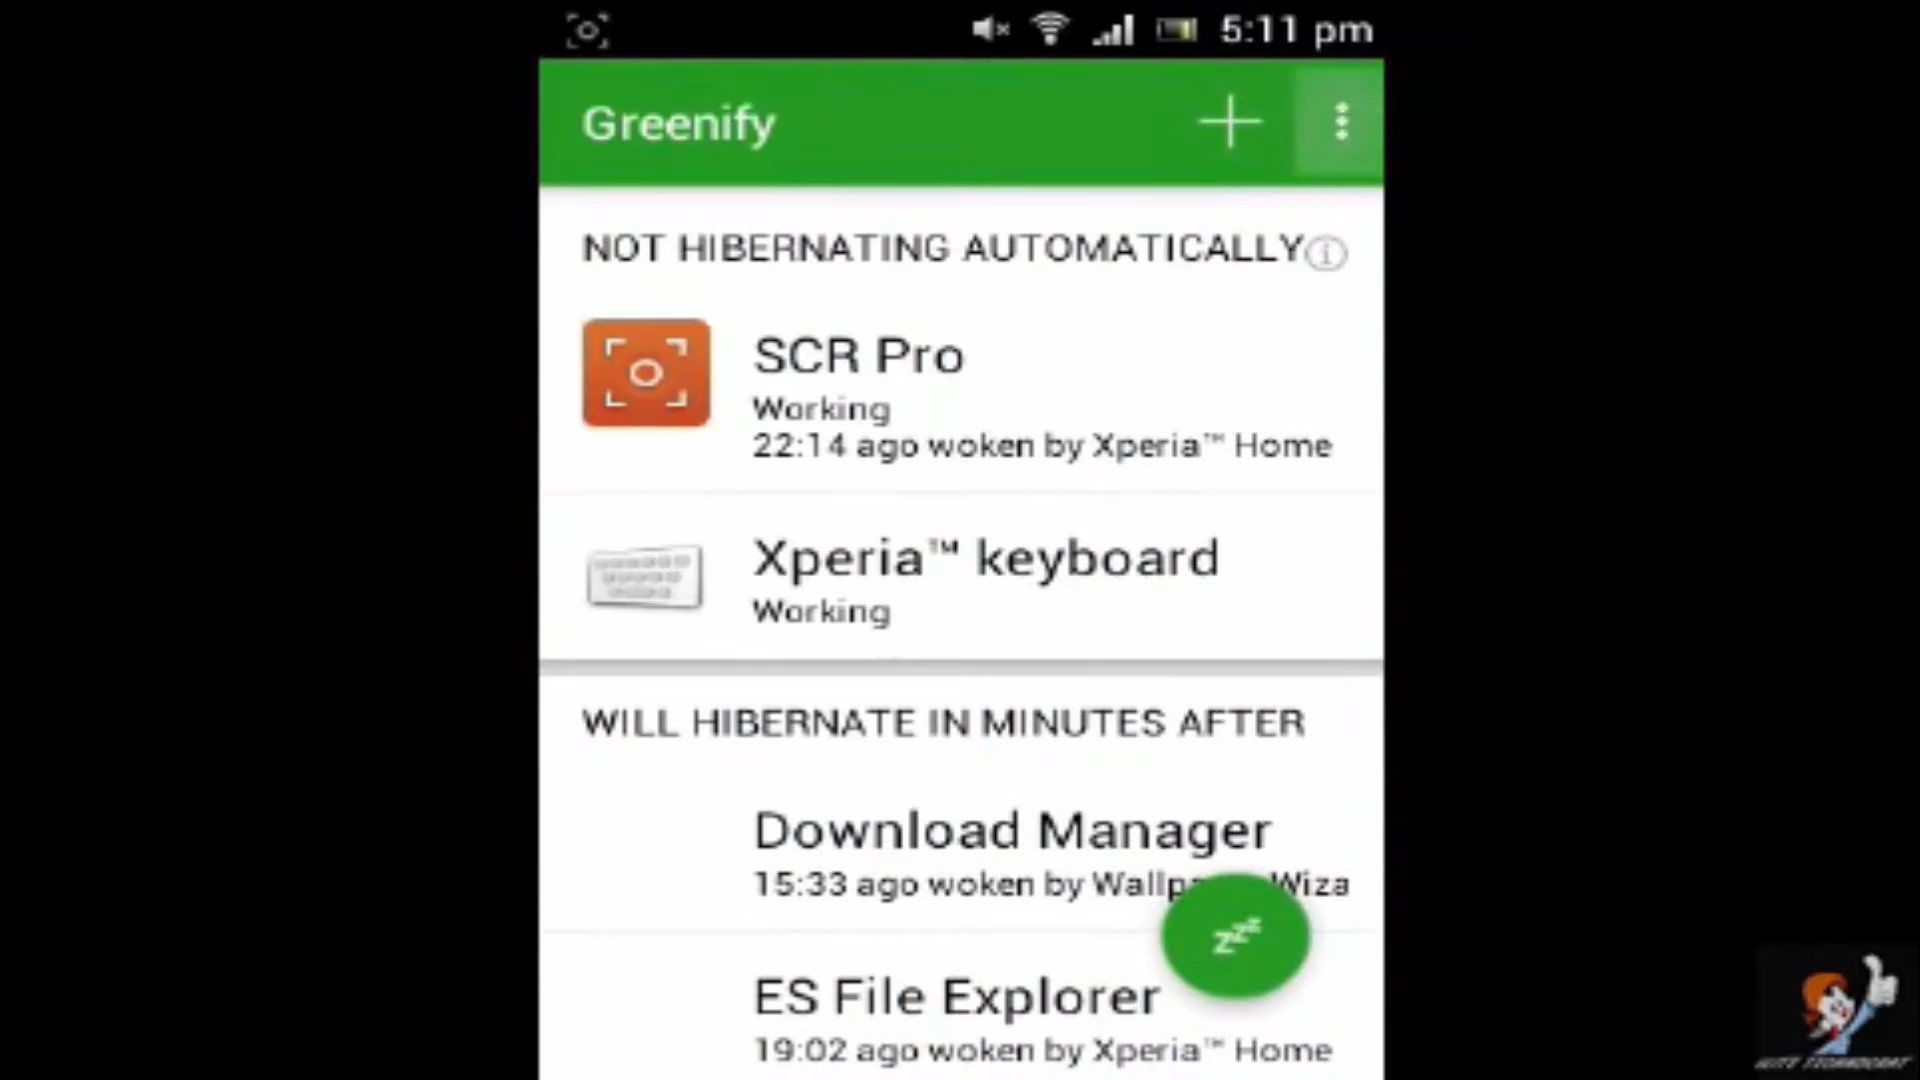 5:11 pm
Greenify
NOT HIBERNATING AUTOMATICALLY
SCR Pro
Working
22:14 ago woken by Xperia™ Home
Xperia™ keyboard
Working
WILL HIBERNATE IN MINUTES AFTER
Download Manager
15:33 ago woken by Wiza
zzz
ES File Explorer
19:02 ago woken by Xperia™ Home